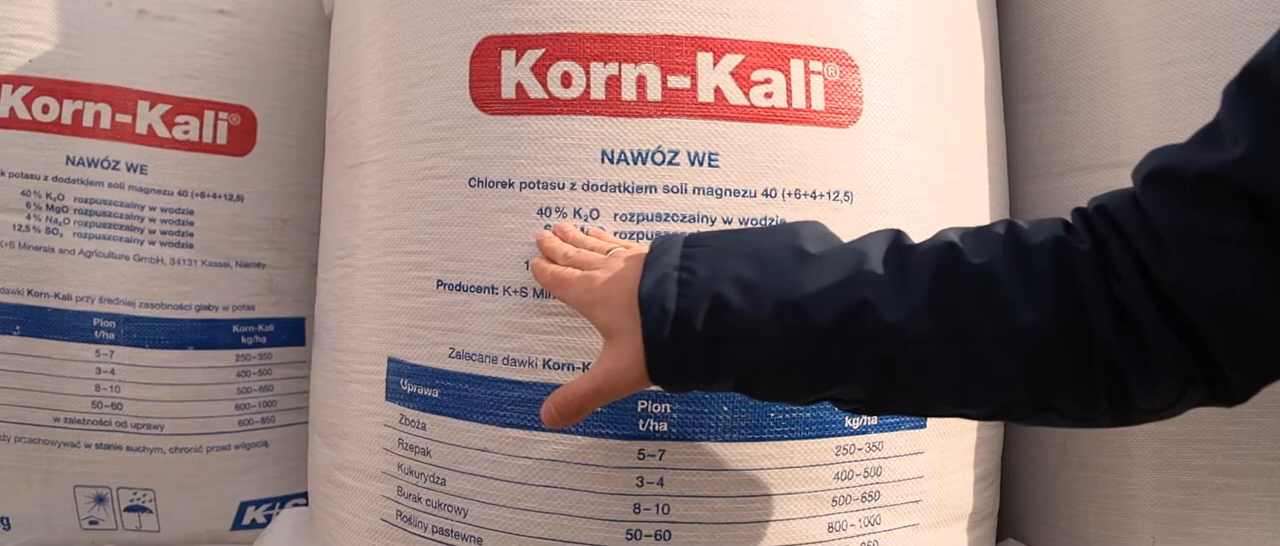 Korn-Kali®
NAWÓZ WE
k potasu z dodatkiem soli magnezu 40 (+6+4+12,5)
40% K₂O rozpuszczalny w wodzie
6% MgO rozpuszczalny w wodzie
4% Na₂O rozpuszczalny w wodzie
12,5% SO₃ rozpuszczalny w wodzie
K+S Minerals and Agriculture GmbH, 34131 Kassel, Niemcy
dawki Korn-Kali przy średniej zasobności gleby w potas
Plon Korn-Kali
t/ha kg/ha
5-7 250-350
3-4 400-500
8-10 500-650
50-60 800-1000
w zależności od uprawy 600-850
przechowywać w stanie suchym, chronić przed wilgocią.
K+S
Korn-Kali®
NAWÓZ WE
Chlorek potasu z dodatkiem soli magnezu 40 (+6+4+12,5)
40% K₂O rozpuszczalny w wodzie
Producent: K+S
Zalecane dawki Korn-K
Uprawa Plon
t/ha kg/ha
Zboża 5-7 250-350
Rzepak 3-4 400-500
Kukurydza 8-10 500-650
Burak cukrowy 50-60 800-1000
Rośliny pastewne